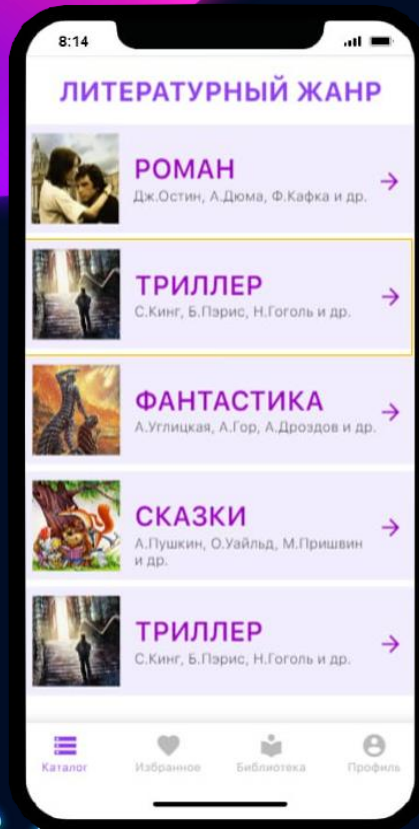 8:14
ЛИТЕРАТУРНЫЙ ЖАНР
РОМАН
Дж.Остин, А.Дюма, Ф.Кафка и др.
ТРИЛЛЕР
С.Кинг, Б.Пэрис, Н.Гоголь и др.
ФАНТАСТИКА
А.Углицкая, А.Гор, А.Дроздов и др.
СКАЗКИ
А.Пушкин, О.Уайльд, М.Пришвин
и др.
ТРИЛЛЕР
С.Кинг, Б.Пэрис, Н.Гоголь и др.
Каталог Избранное Библиотека Профиль